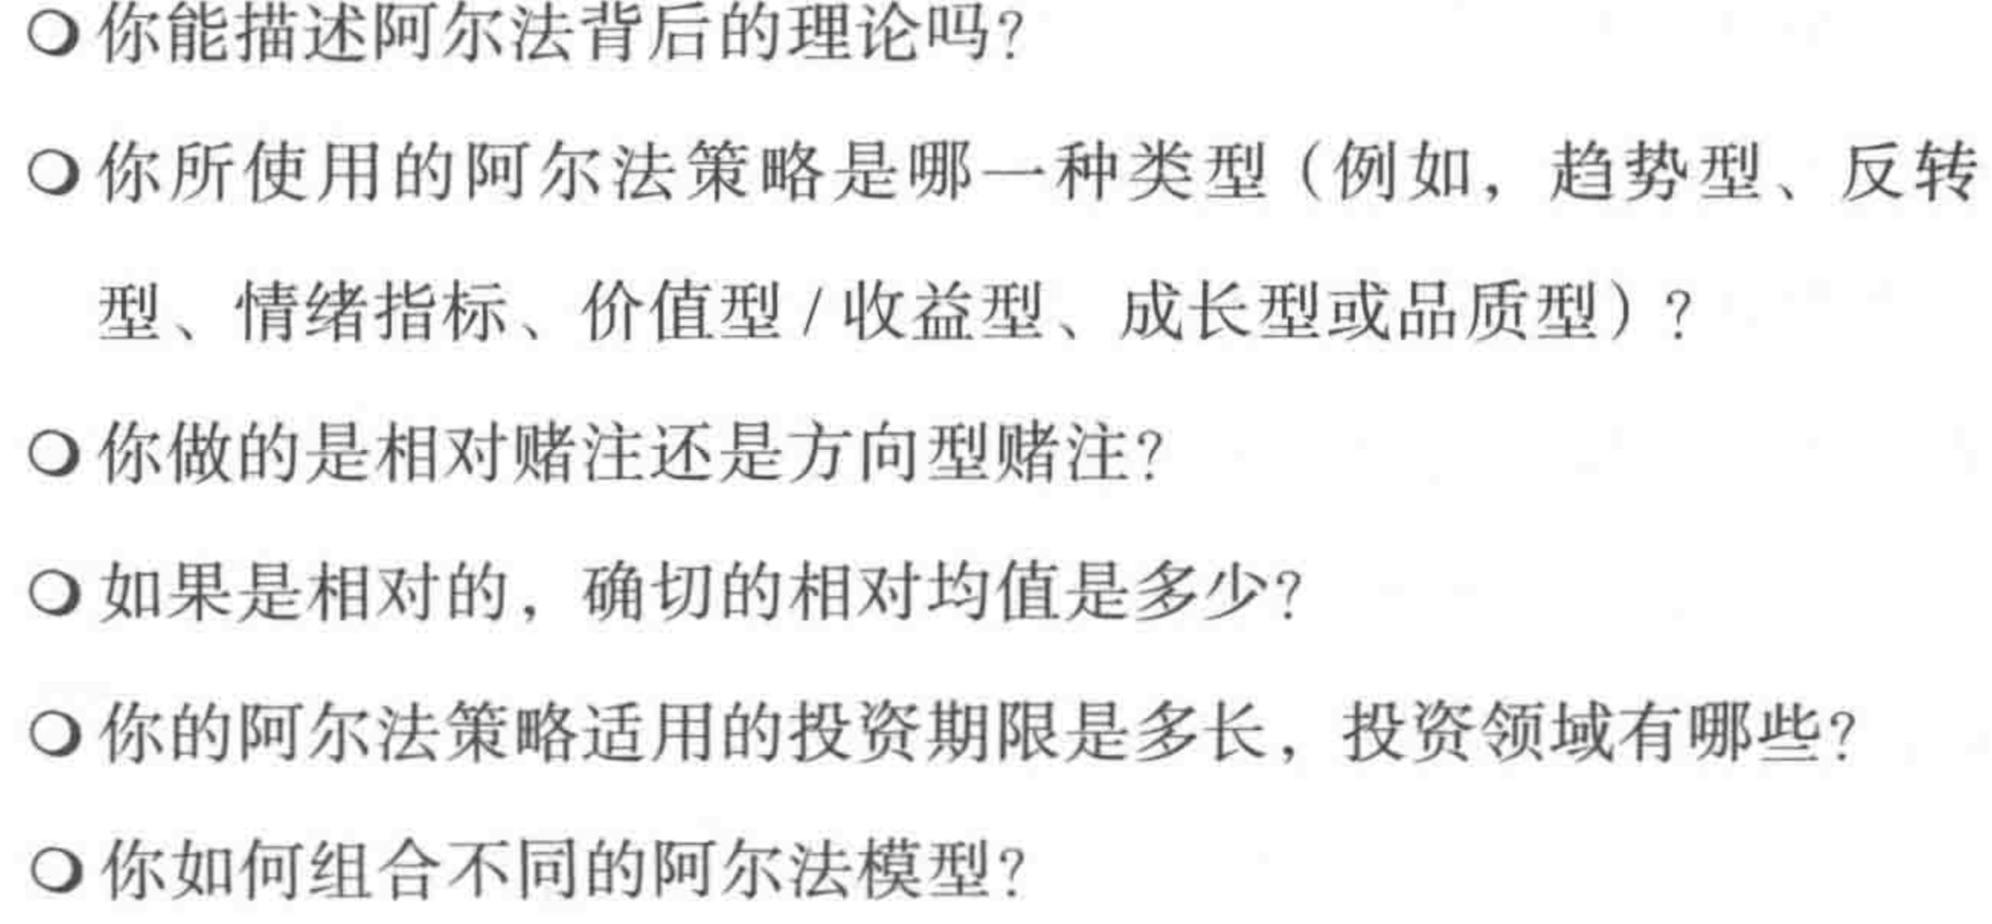 ○ 你能描述阿尔法背后的理论吗?
○ 你所使用的阿尔法策略是哪一种类型（例如，趋势型、反转
型、情绪指标、价值型/收益型、成长型或品质型）?
○ 你做的是相对赌注还是方向型赌注?
○ 如果是相对的，确切的相对均值是多少?
○ 你的阿尔法策略适用的投资期限是多长，投资领域有哪些?
○ 你如何组合不同的阿尔法模型?